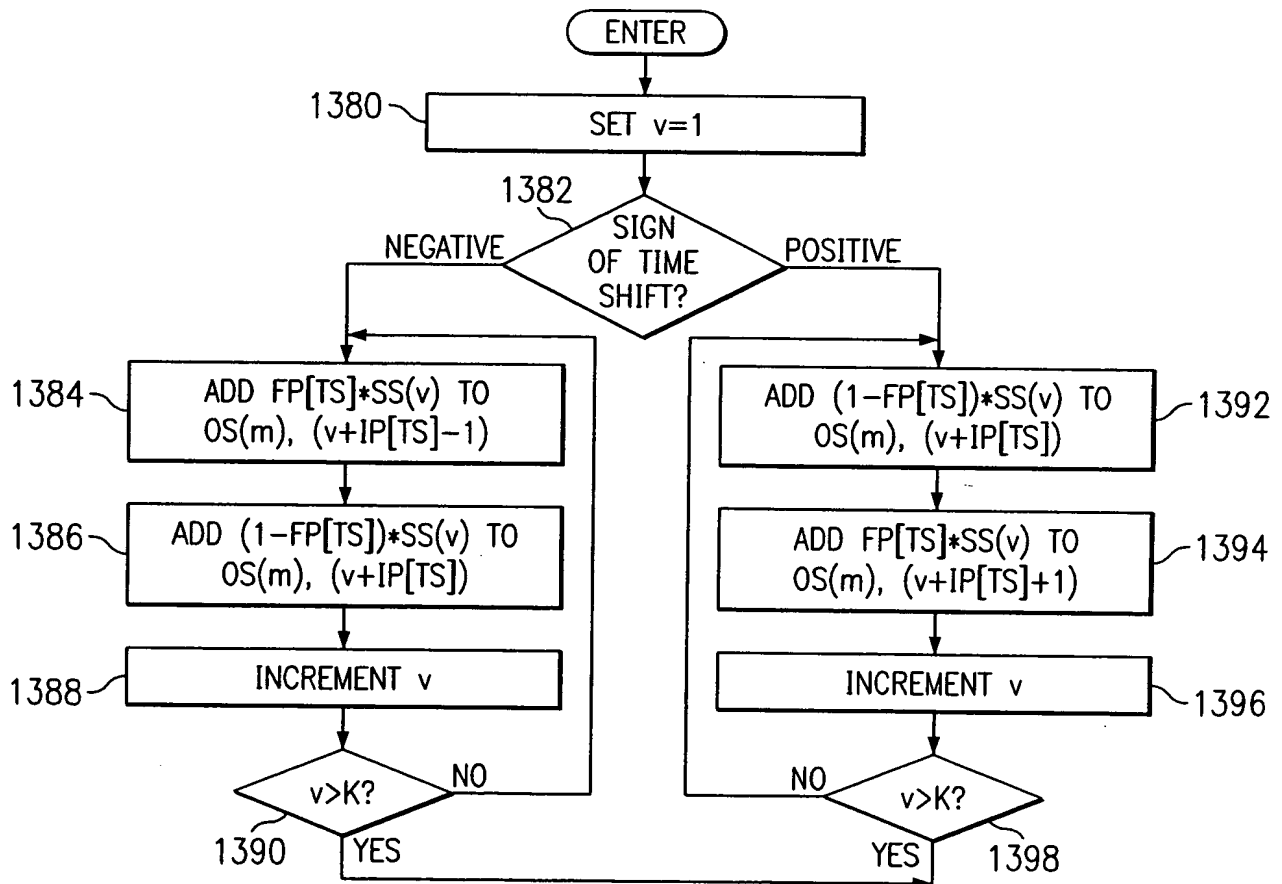 ENTER
1380
SET v=1
1382
SIGN
OF TIME
SHIFT?
NEGATIVE
POSITIVE
1384
ADD FP[TS]*SS(v) TO
OS(m), (v+IP[TS]-1)
1386
ADD (1-FP[TS])*SS(v) TO
OS(m), (v+IP[TS])
1388
INCREMENT v
v>K?
NO
1390
YES
ADD (1-FP[TS])*SS(v) TO
OS(m), (v+IP[TS])
1392
ADD FP[TS]*SS(v) TO
OS(m), (v+IP[TS]+1)
1394
INCREMENT v
1396
NO
v>K?
YES
1398